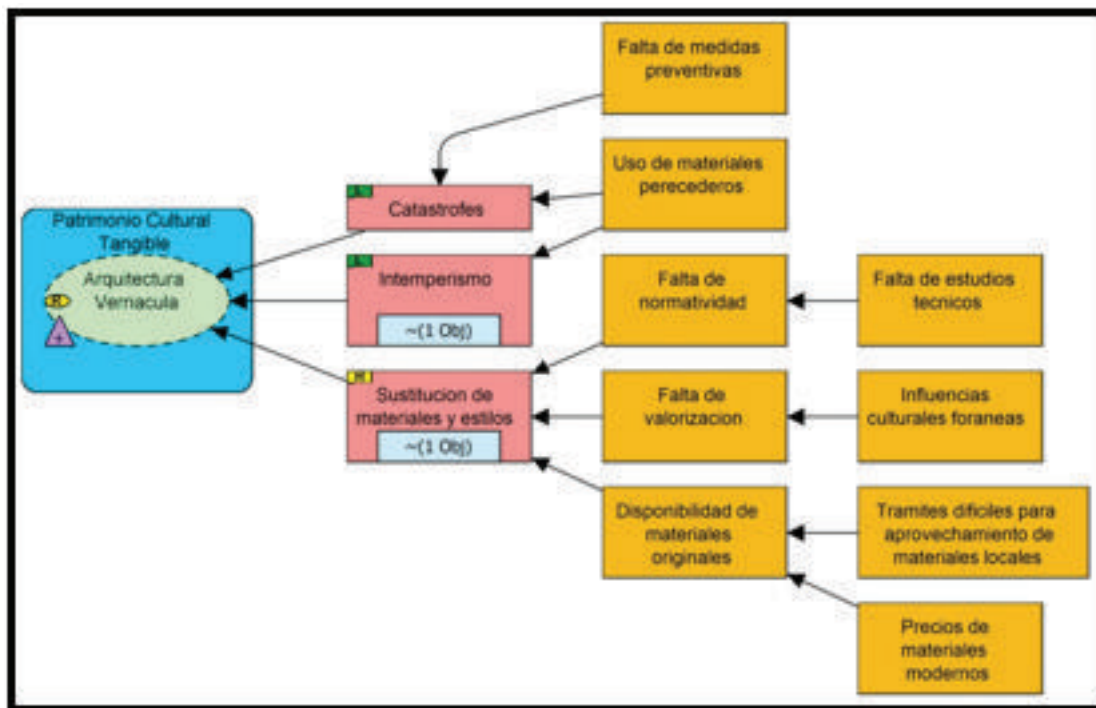 Patrimonio Cultural
Tangible
Arquitectura
Vernacula
R
+
L
Catastrofes
L
Intemperismo
~(1 Obj)
M
Sustitucion de
materiales y estilos
~(1 Obj)
Falta de medidas
preventivas
Uso de materiales
perecederos
Falta de
normatividad
Falta de
valorizacion
Disponibilidad de
materiales
originales
Falta de estudios
tecnicos
Influencias
culturales foraneas
Tramites dificiles para
aprovechamiento de
materiales locales
Precios de
materiales
modernos